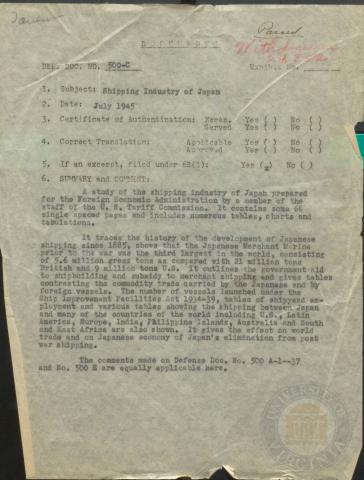 Passed
Withdrawn
DOCUMENTS
DEF. DOC. NO. 500-C
Exhibit No.
1. Subject: Shipping Industry of Japan
2. Date: July 1945
3. Certificate of Authentication: Neces. Yes ( ) No ( )
Served Yes ( ) No ( )
4. Correct Translation: Applicable Yes ( ) No ( )
Approved Yes ( ) No ( )
5. If an excerpt, filed under 6B(1): Yes (x) No ( )
6. SUMMARY and COMMENT:
A study of the shipping industry of Japan prepared
for the Foreign Economic Administration by a member of the
staff of the U. S. Tariff Commission. It contains some 66
single spaced pages and includes numerous tables, charts and
tabulations.
It traces the history of the development of Japanese
shipping since 1885, shows that the Japanese Merchant Marine
prior to the war was the third largest in the world, consisting
of 5.6 million gross tons as compared with 21 million tons
British and 9 million tons U.S. It outlines the government aid
to shipbuilding and subsidy to merchant shipping and gives tables
contrasting the commodity trade carried by the Japanese and by
foreign vessels. The number of vessels launched under the
Ship Improvement Facilities Act 1934-39, tables of shipyard em-
ployment and various tables showing the shipping between Japan
and many of the countries of the world including U.S., Latin
America, Europe, India, Philippine Islands, Australia and South
and East Africa are also shown. It gives the effect on world
trade and on Japanese economy of Japan's elimination from post
war shipping.
The comments made on Defense Doc. No. 500 A-1--37
and No. 500 E are equally applicable here.
UNIVERSITY OF VIRGINIA